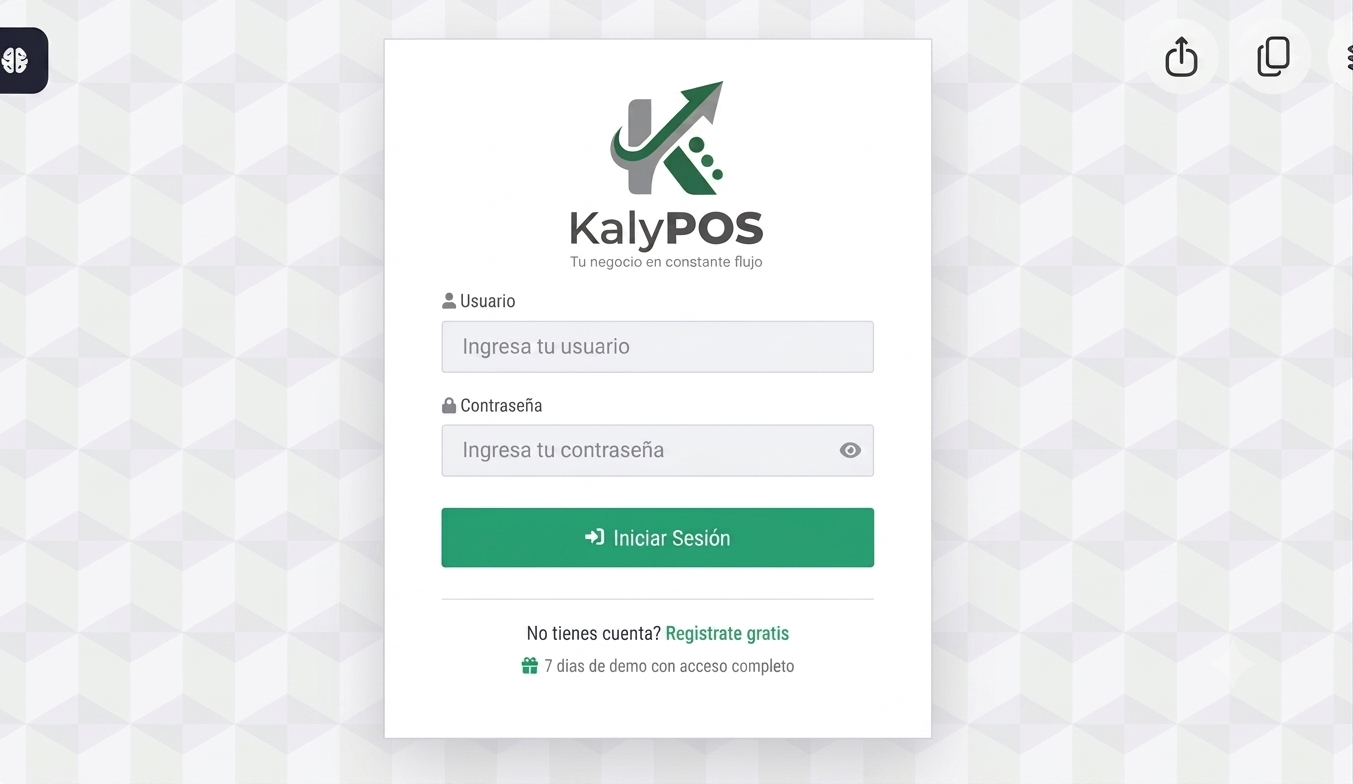 KalyPOS
Tu negocio en constante flujo
Usuario
Ingresa tu usuario
Contraseña
Ingresa tu contraseña
Iniciar Sesión
No tienes cuenta? Registrate gratis
7 dias de demo con acceso completo